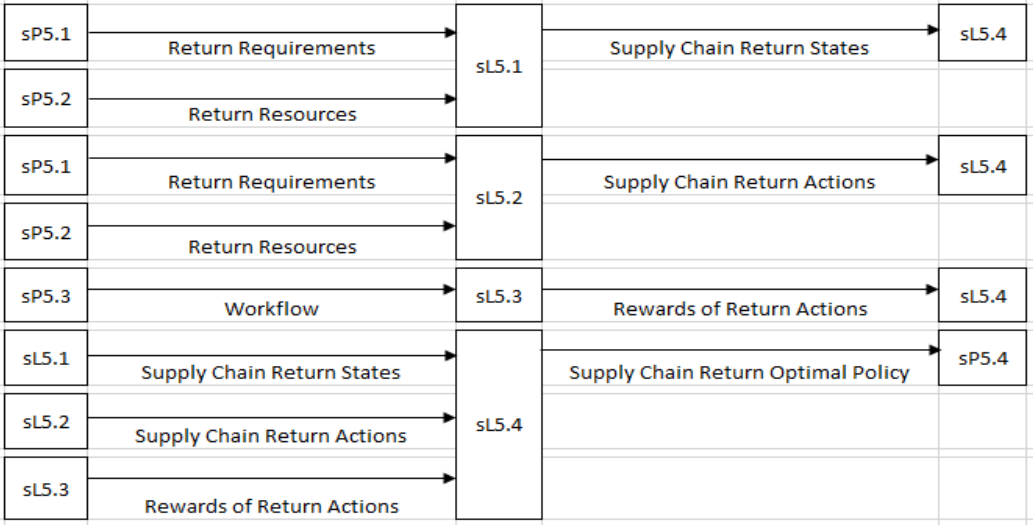 sP5.1
Return Requirements
sL5.1
Supply Chain Return States
sL5.4
sP5.2
Return Resources
sP5.1
Return Requirements
sL5.2
Supply Chain Return Actions
sL5.4
sP5.2
Return Resources
sP5.3
Workflow
sL5.3
Rewards of Return Actions
sL5.4
sL5.1
Supply Chain Return States
sL5.4
Supply Chain Return Optimal Policy
sP5.4
sL5.2
Supply Chain Return Actions
sL5.3
Rewards of Return Actions